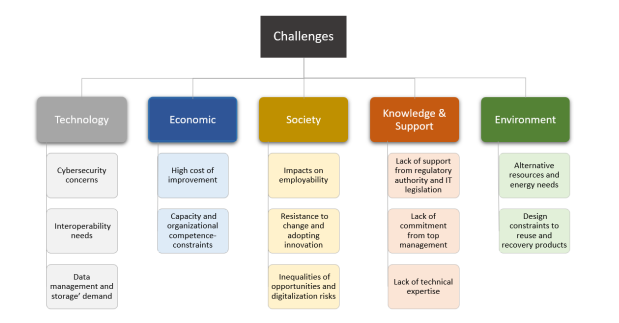 Challenges
Technology
Economic
Society
Knowledge &
Support
Environment
Cybersecurity
concerns
High cost of
improvement
Impacts on
employability
Lack of support
from regulatory
authority and IT
legislation
Alternative
resources and
energy needs
Interoperability
needs
Capacity and
organizational
competence-
constraints
Resistance to
change and
adopting
innovation
Lack of
commitment
from top
management
Design
constraints to
reuse and
recovery products
Data
management and
storage’ demand
Inequalities of
opportunities and
digitalization risks
Lack of technical
expertise